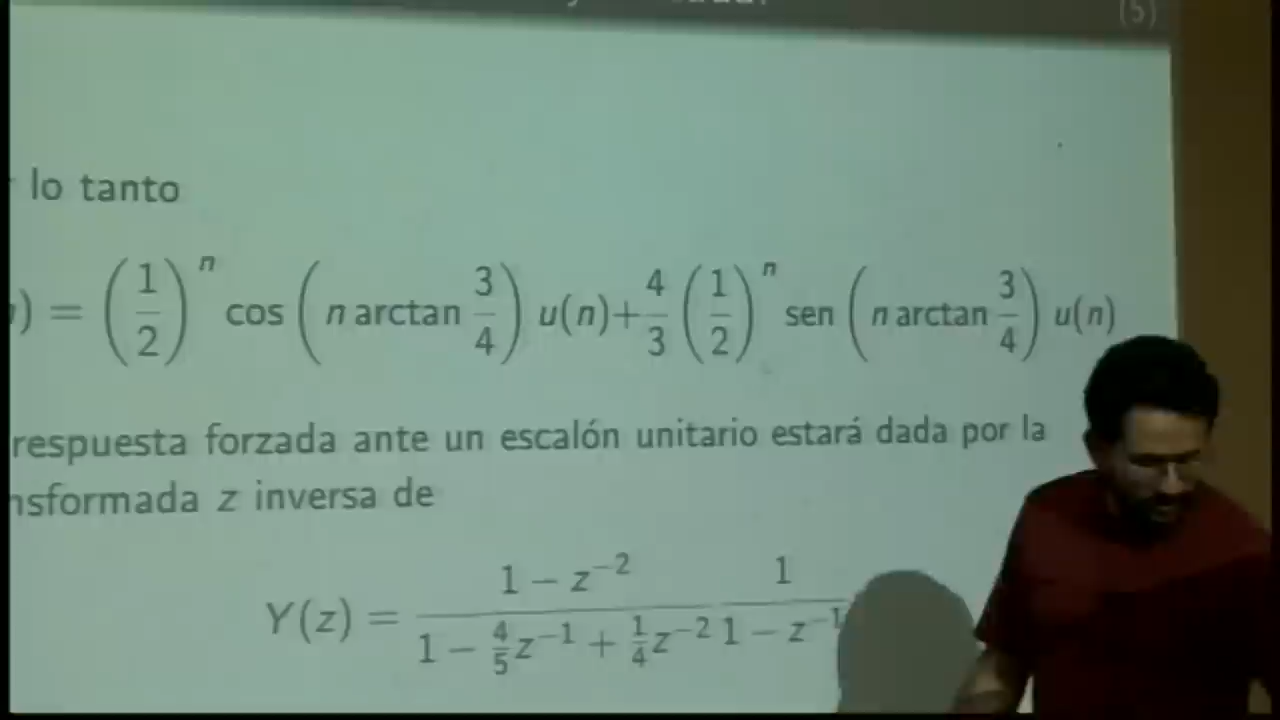 (5)
lo tanto
) = (1/2)^n cos (n arctan 3/4) u(n)+4/3 (1/2)^n sen (n arctan 3/4) u(n)
respuesta forzada ante un escalón unitario estará dada por la
nsformada z inversa de
Y(z) = (1 − z^−2)/(1 − 4/5 z^−1 + 1/4 z^−2) 1/(1 − z^−1)